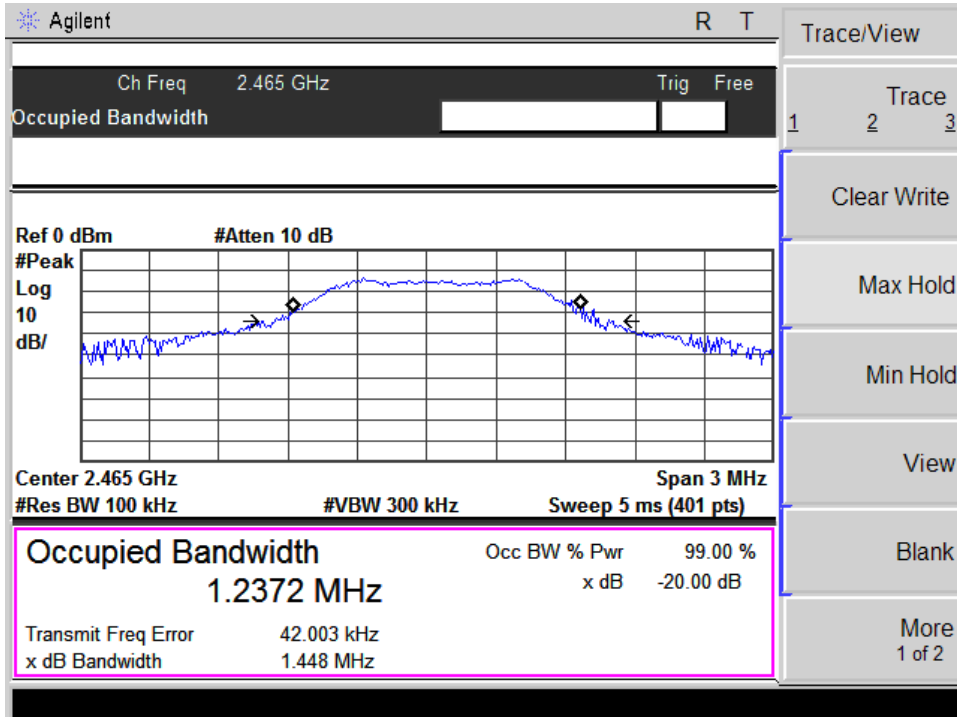 Agilent R T
Trace/View
Ch Freq 2.465 GHz Trig Free
Occupied Bandwidth
Trace
1 2 3
Clear Write
Max Hold
Min Hold
View
Blank
More
1 of 2
Ref 0 dBm #Atten 10 dB
#Peak
Log
10
dB/
Center 2.465 GHz Span 3 MHz
#Res BW 100 kHz #VBW 300 kHz Sweep 5 ms (401 pts)
Occupied Bandwidth
1.2372 MHz
Occ BW % Pwr 99.00 %
x dB -20.00 dB
Transmit Freq Error 42.003 kHz
x dB Bandwidth 1.448 MHz